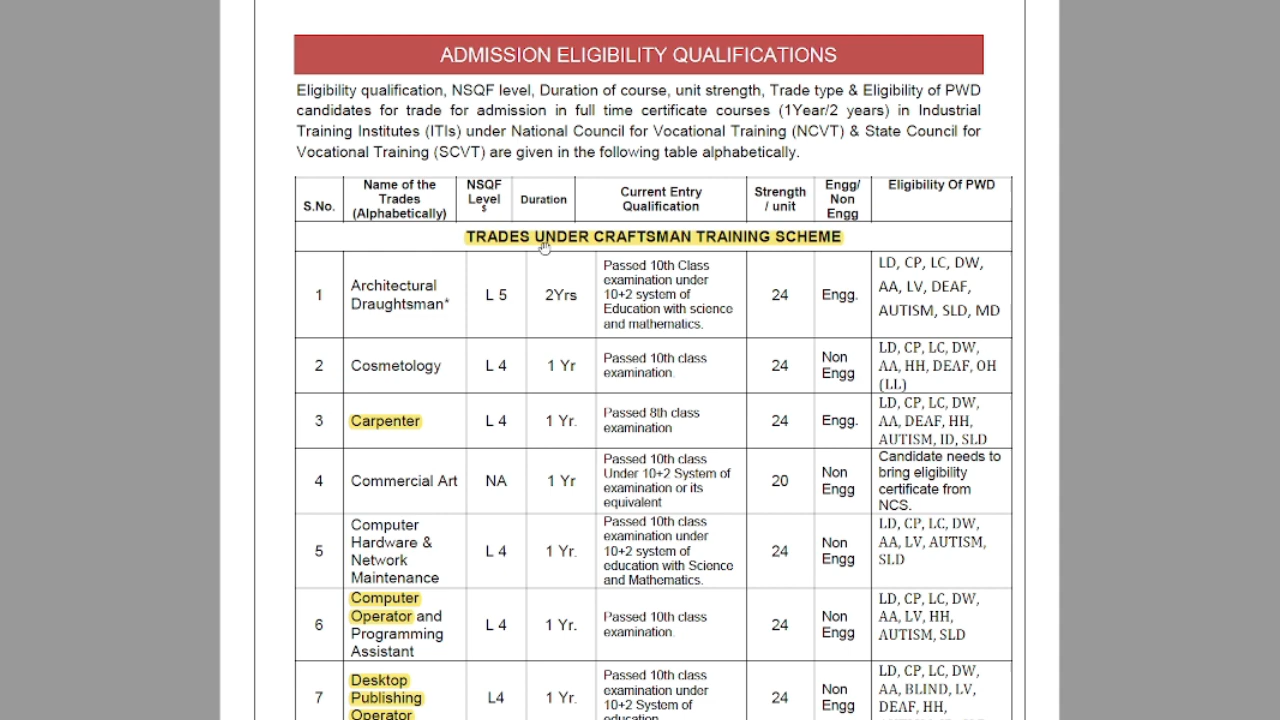 ADMISSION ELIGIBILITY QUALIFICATIONS
Eligibility qualification, NSQF level, Duration of course, unit strength, Trade type & Eligibility of PWD
candidates for trade for admission in full time certificate courses (1Year/2 years) in Industrial
Training Institutes (ITIs) under National Council for Vocational Training (NCVT) & State Council for
Vocational Training (SCVT) are given in the following table alphabetically.
S.No.
Name of the
Trades
(Alphabetically)
NSQF
Level
$
Duration
Current Entry
Qualification
Strength
/ unit
Engg/
Non
Engg
Eligibility Of PWD
TRADES UNDER CRAFTSMAN TRAINING SCHEME
1
Architectural
Draughtsman*
L 5
2Yrs
Passed 10th Class
examination under
10+2 system of
Education with science
and mathematics.
24
Engg.
LD, CP, LC, DW,
AA, LV, DEAF,
AUTISM, SLD, MD
2
Cosmetology
L 4
1 Yr
Passed 10th class
examination.
24
Non
Engg
LD, CP, LC, DW,
AA, HH, DEAF, OH
(LL)
3
Carpenter
L 4
1 Yr.
Passed 8th class
examination
24
Engg.
LD, CP, LC, DW,
AA, DEAF, HH,
AUTISM, ID, SLD
4
Commercial Art
NA
1 Yr
Passed 10th class
Under 10+2 System of
examination or its
equivalent
20
Non
Engg
Candidate needs to
bring eligibility
certificate from
NCS.
5
Computer
Hardware &
Network
Maintenance
L 4
1 Yr.
Passed 10th class
examination under
10+2 system of
education with Science
and Mathematics.
24
Non
Engg
LD, CP, LC, DW,
AA, LV, AUTISM,
SLD
6
Computer
Operator and
Programming
Assistant
L 4
1 Yr.
Passed 10th class
examination.
24
Non
Engg
LD, CP, LC, DW,
AA, LV, HH,
AUTISM, SLD
7
Desktop
Publishing
Operator
L4
1 Yr.
Passed 10th class
examination under
10+2 System of
education
24
Non
Engg
LD, CP, LC, DW,
AA, BLIND, LV,
DEAF, HH,